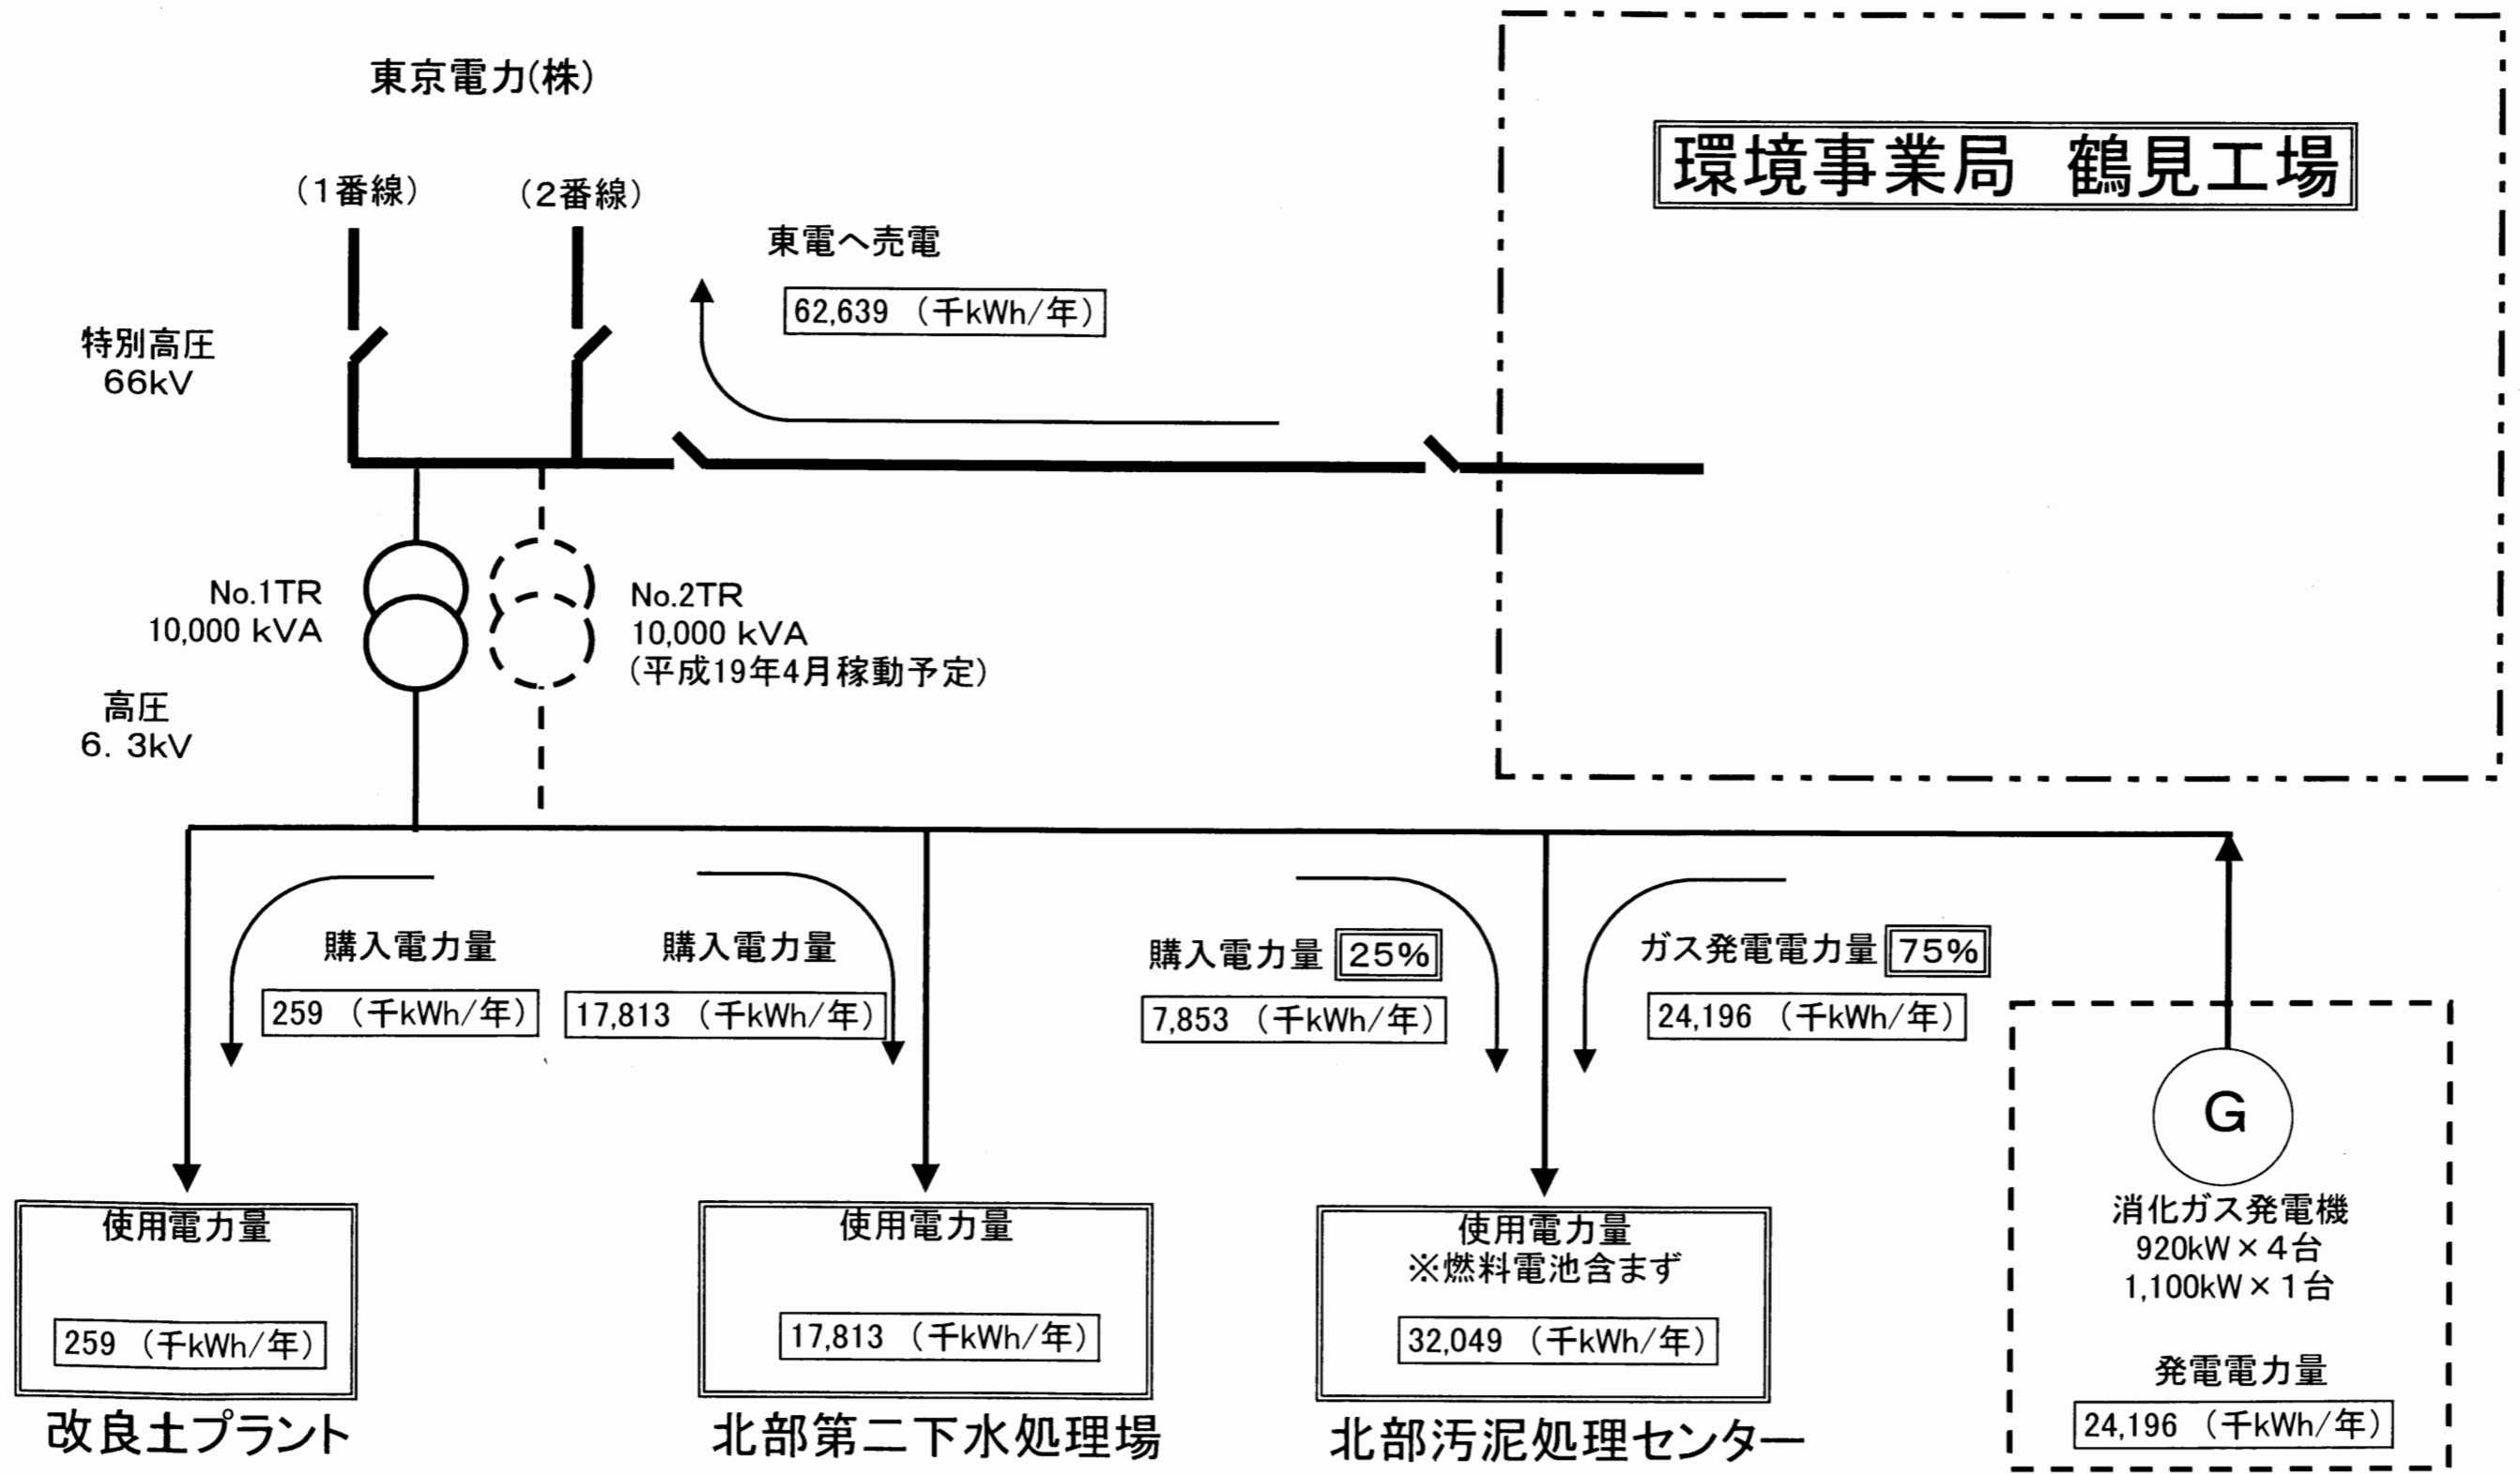 東京電力(株)
環境事業局　鶴見工場
（1番線）
（2番線）
東電へ売電
62,639 （千kWh/年）
特別高圧
66kV
No.1TR
10,000 kVA
No.2TR
10,000 kVA
(平成19年4月稼動予定)
高圧
6. 3kV
購入電力量
259 （千kWh/年）
購入電力量
17,813 （千kWh/年）
購入電力量 25%
7,853 （千kWh/年）
ガス発電電力量 75%
24,196 （千kWh/年）
G
消化ガス発電機
920kW×4台
1,100kW×1台
発電電力量
24,196 （千kWh/年）
使用電力量
259 （千kWh/年）
改良土プラント
使用電力量
17,813 （千kWh/年）
北部第二下水処理場
使用電力量
※燃料電池含まず
32,049 （千kWh/年）
北部汚泥処理センター